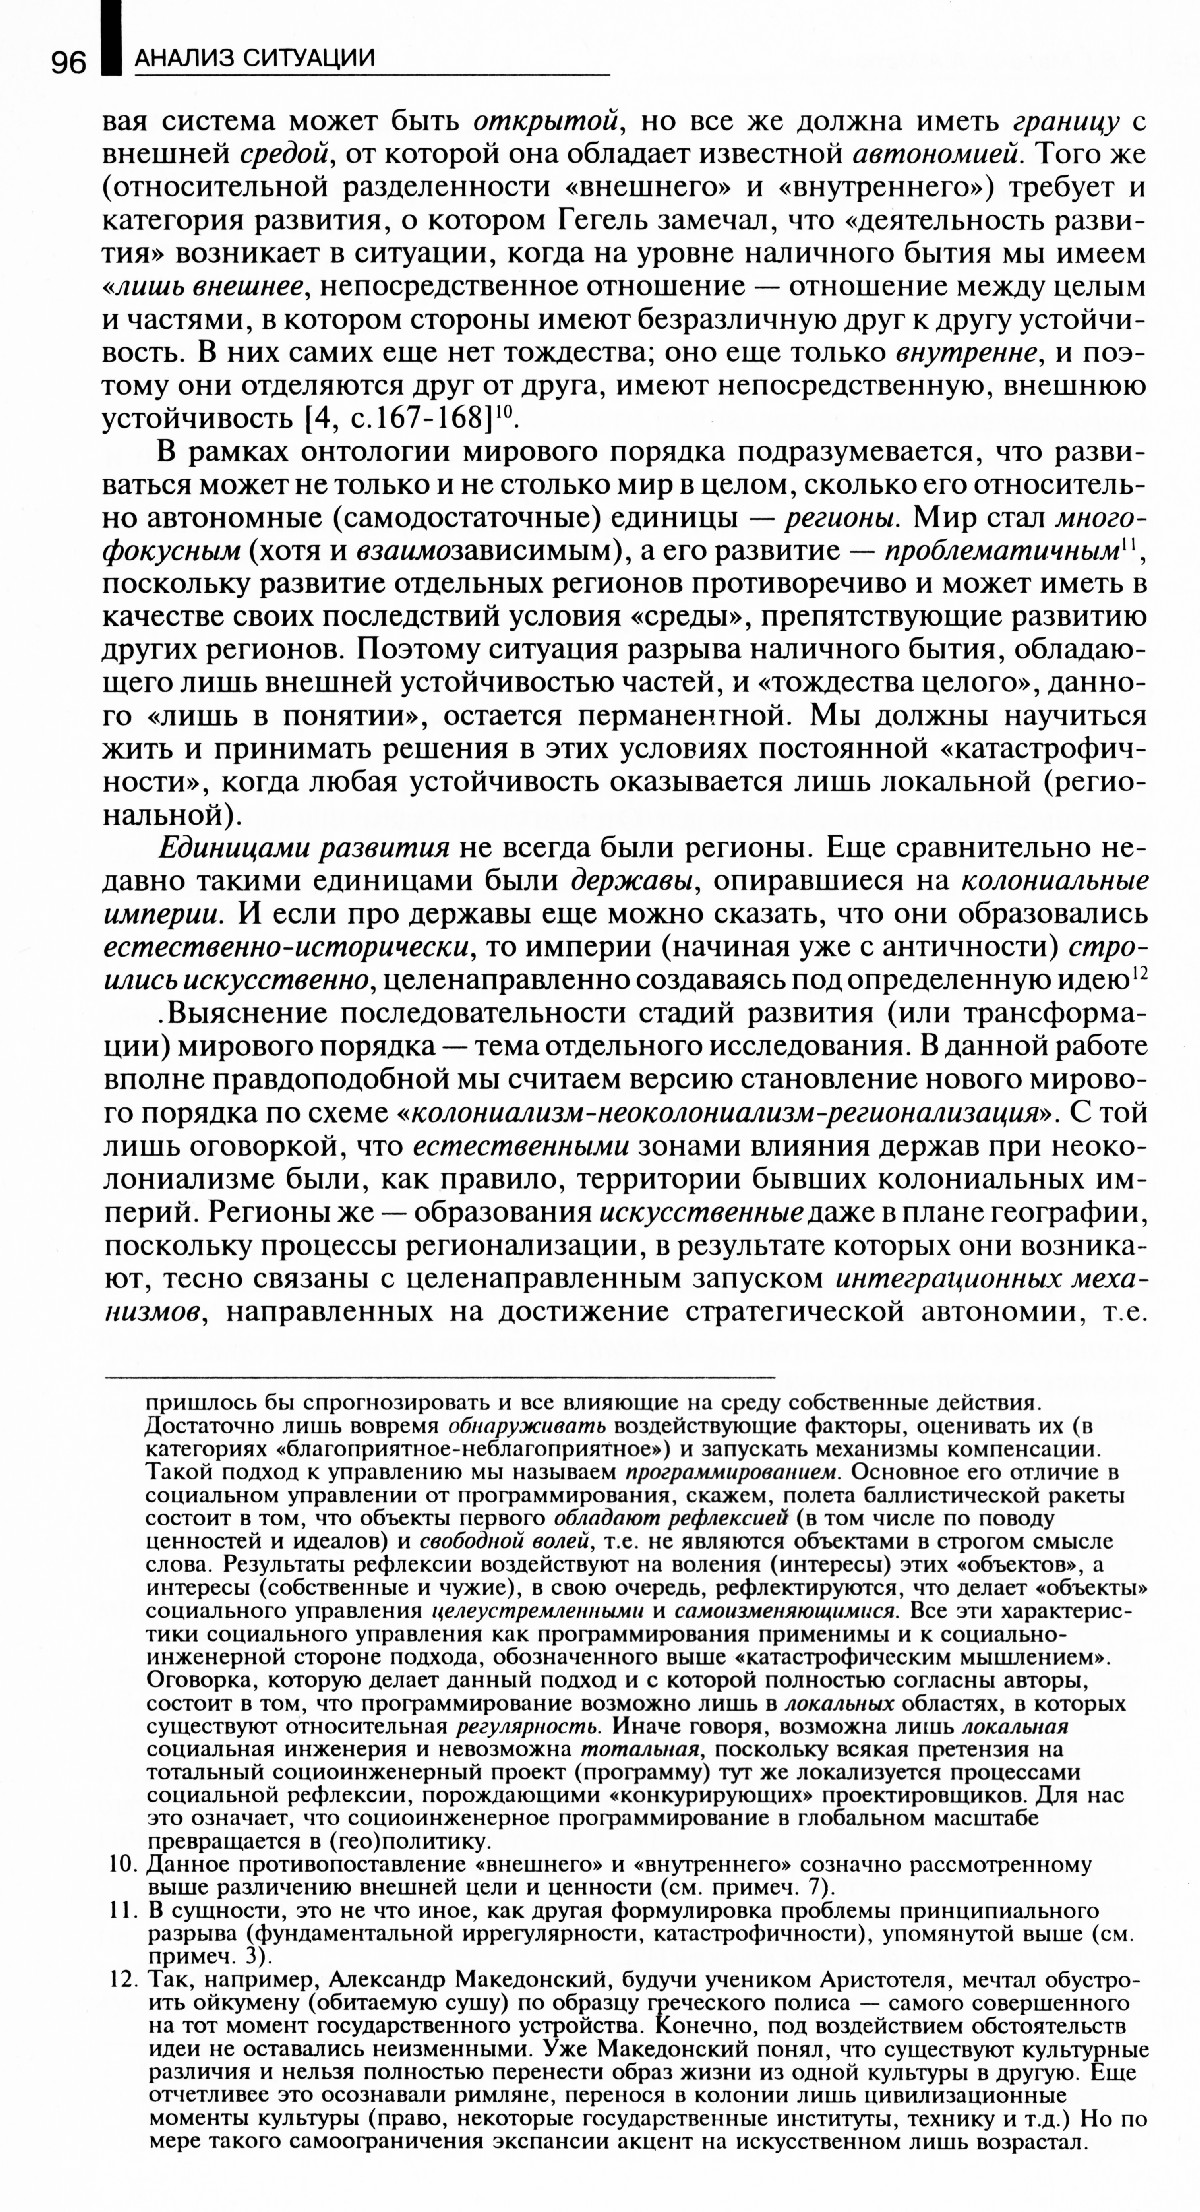 96
АНАЛИЗ СИТУАЦИИ
вая система может быть открытой, но все же должна иметь границу с
внешней средой, от которой она обладает известной автономией. Того же
(относительной разделенности «внешнего» и «внутреннего») требует и
категория развития, о котором Гегель замечал, что «деятельность разви-
тия» возникает в ситуации, когда на уровне наличного бытия мы имеем
«лишь внешнее, непосредственное отношение — отношение между целым
и частями, в котором стороны имеют безразличную друг к другу устойчи-
вость. В них самих еще нет тождества; оно еще только внутренне, и поэ-
тому они отделяются друг от друга, имеют непосредственную, внешнюю
устойчивость [4, с.167-168]¹⁰.
В рамках онтологии мирового порядка подразумевается, что разви-
ваться может не только и не столько мир в целом, сколько его относитель-
но автономные (самодостаточные) единицы — регионы. Мир стал много-
фокусным (хотя и взаимозависимым), а его развитие — проблематичным¹¹,
поскольку развитие отдельных регионов противоречиво и может иметь в
качестве своих последствий условия «среды», препятствующие развитию
других регионов. Поэтому ситуация разрыва наличного бытия, обладаю-
щего лишь внешней устойчивостью частей, и «тождества целого», данно-
го «лишь в понятии», остается перманентной. Мы должны научиться
жить и принимать решения в этих условиях постоянной «катастрофич-
ности», когда любая устойчивость оказывается лишь локальной (регио-
нальной).
Единицами развития не всегда были регионы. Еще сравнительно не-
давно такими единицами были державы, опиравшиеся на колониальные
империи. И если про державы еще можно сказать, что они образовались
естественно-исторически, то империи (начиная уже с античности) стро-
ились искусственно, целенаправленно создаваясь под определенную идею¹²
.Выяснение последовательности стадий развития (или трансформа-
ции) мирового порядка — тема отдельного исследования. В данной работе
вполне правдоподобной мы считаем версию становление нового мирово-
го порядка по схеме «колониализм-неоколониализм-регионализация». С той
лишь оговоркой, что естественными зонами влияния держав при неоко-
лониализме были, как правило, территории бывших колониальных им-
перий. Регионы же — образования искусственные даже в плане географии,
поскольку процессы регионализации, в результате которых они возника-
ют, тесно связаны с целенаправленным запуском интеграционных меха-
низмов, направленных на достижение стратегической автономии, т.е.
пришлось бы спрогнозировать и все влияющие на среду собственные действия.
Достаточно лишь вовремя обнаруживать воздействующие факторы, оценивать их (в
категориях «благоприятное-неблагоприятное») и запускать механизмы компенсации.
Такой подход к управлению мы называем программированием. Основное его отличие в
социальном управлении от программирования, скажем, полета баллистической ракеты
состоит в том, что объекты первого обладают рефлексией (в том числе по поводу
ценностей и идеалов) и свободной волей, т.е. не являются объектами в строгом смысле
слова. Результаты рефлексии воздействуют на воления (интересы) этих «объектов», а
интересы (собственные и чужие), в свою очередь, рефлектируются, что делает «объекты»
социального управления целеустремленными и самоизменяющимися. Все эти характерис-
тики социального управления как программирования применимы и к социально-
инженерной стороне подхода, обозначенного выше «катастрофическим мышлением».
Оговорка, которую делает данный подход и с которой полностью согласны авторы,
состоит в том, что программирование возможно лишь в локальных областях, в которых
существуют относительная регулярность. Иначе говоря, возможна лишь локальная
социальная инженерия и невозможна тотальная, поскольку всякая претензия на
тотальный социоинженерный проект (программу) тут же локализуется процессами
социальной рефлексии, порождающими «конкурирующих» проектировщиков. Для нас
это означает, что социоинженерное программирование в глобальном масштабе
превращается в (гео)политику.
10. Данное противопоставление «внешнего» и «внутреннего» созначно рассмотренному
выше различению внешней цели и ценности (см. примеч. 7).
11. В сущности, это не что иное, как другая формулировка проблемы принципиального
разрыва (фундаментальной иррегулярности, катастрофичности), упомянутой выше (см.
примеч. 3).
12. Так, например, Александр Македонский, будучи учеником Аристотеля, мечтал обустро-
ить ойкумену (обитаемую сушу) по образцу греческого полиса — самого совершенного
на тот момент государственного устройства. Конечно, под воздействием обстоятельств
идеи не оставались неизменными. Уже Македонский понял, что существуют культурные
различия и нельзя полностью перенести образ жизни из одной культуры в другую. Еще
отчетливее это осознавали римляне, перенося в колонии лишь цивилизационные
моменты культуры (право, некоторые государственные институты, технику и т.д.) Но по
мере такого самоограничения экспансии акцент на искусственном лишь возрастал.